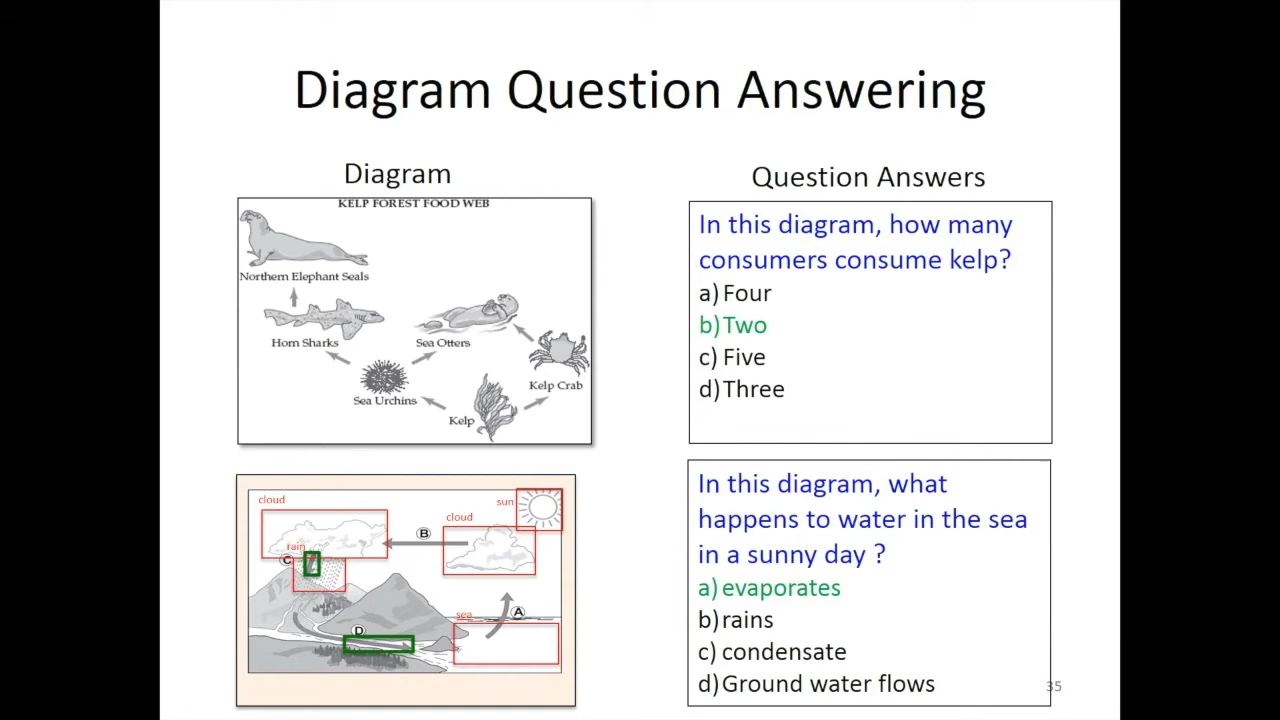 Diagram Question Answering
Diagram
KELP FOREST FOOD WEB
Northern Elephant Seals
Horn Sharks
Sea Otters
Kelp Crab
Sea Urchins
Kelp
Question Answers
In this diagram, how many
consumers consume kelp?
a) Four
b) Two
c) Five
d) Three
cloud
sun
cloud
B
rain
C
sea
A
D
In this diagram, what
happens to water in the sea
in a sunny day ?
a) evaporates
b) rains
c) condensate
d) Ground water flows
35